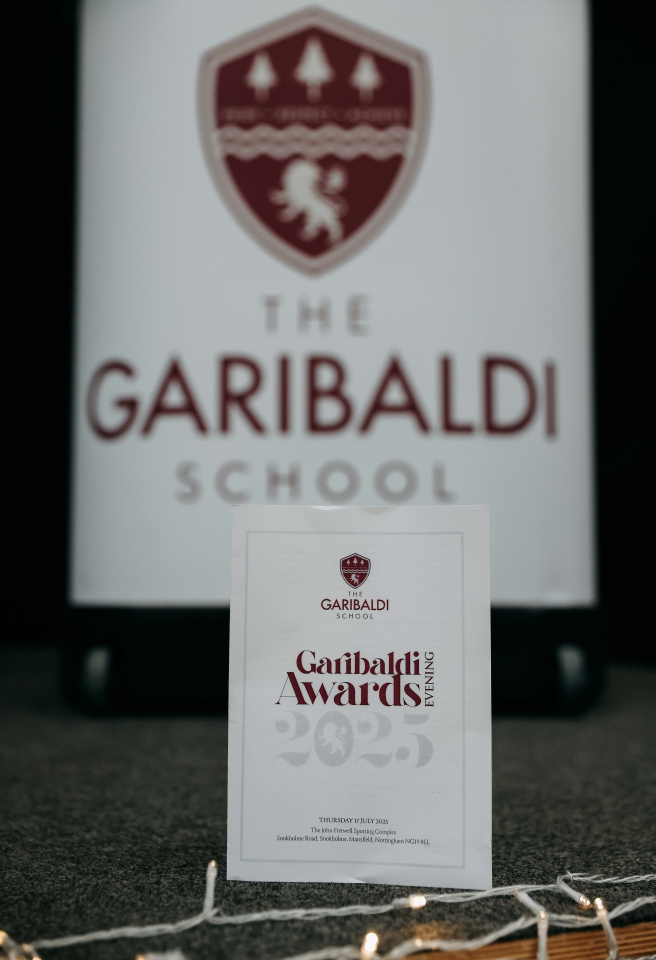 THE
GARIBALDI
SCHOOL
THE
GARIBALDI
SCHOOL
Garibaldi
Awards
EVENING
2025
THURSDAY 17 JULY 2025
The John Fretwell Sporting Complex
Sookholme Road, Sookholme, Mansfield, Nottingham NG19 8LL